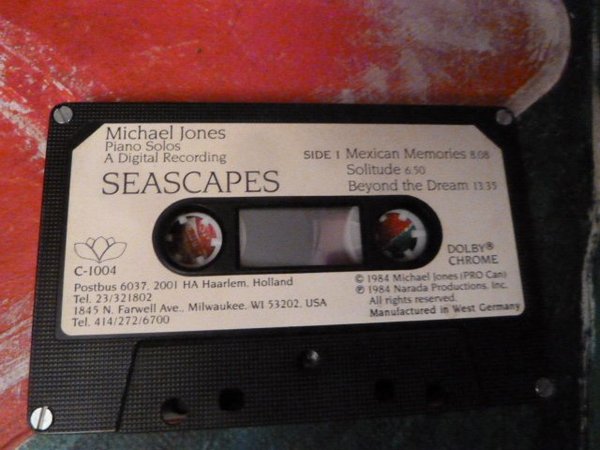 Michael Jones
Piano Solos
A Digital Recording
SEASCAPES
SIDE 1 Mexican Memories 8.08
Solitude 6.50
Beyond the Dream 13.35
DOLBY®
CHROME
C-1004
Postbus 6037, 2001 HA Haarlem, Holland
Tel. 23/321802
1845 N. Farwell Ave., Milwaukee, WI 53202, USA
Tel. 414/272/6700
© 1984 Michael Jones (PRO Can)
℗ 1984 Narada Productions, Inc.
All rights reserved.
Manufactured in West Germany